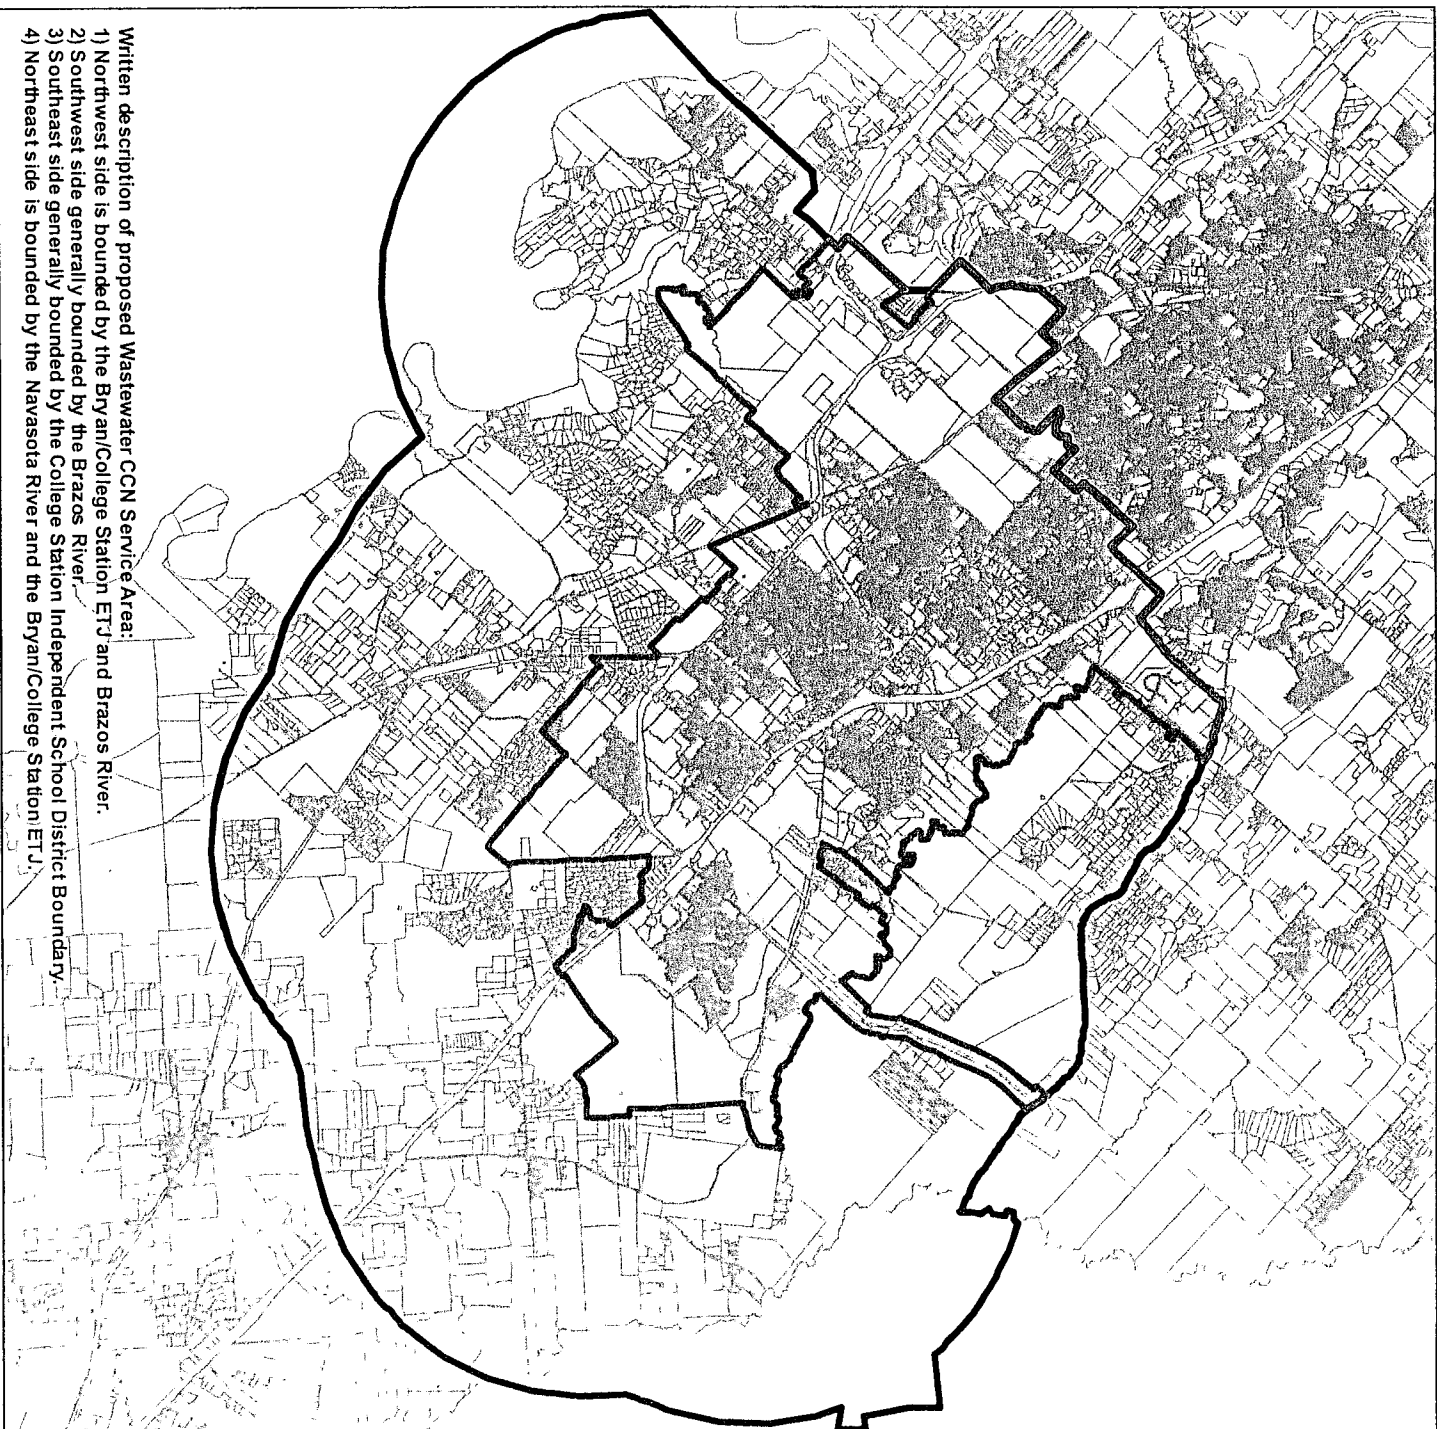 Written description of proposed Wastewater CCN Service Area:
1) Northwest side is bounded by the Bryan/College Station ETJ and Brazos River.
2) Southwest side generally bounded by the Brazos River.
3) Southeast side generally bounded by the College Station Independent School District Boundary.
4) Northeast side is bounded by the Navasota River and the Bryan/College Station ETJ.